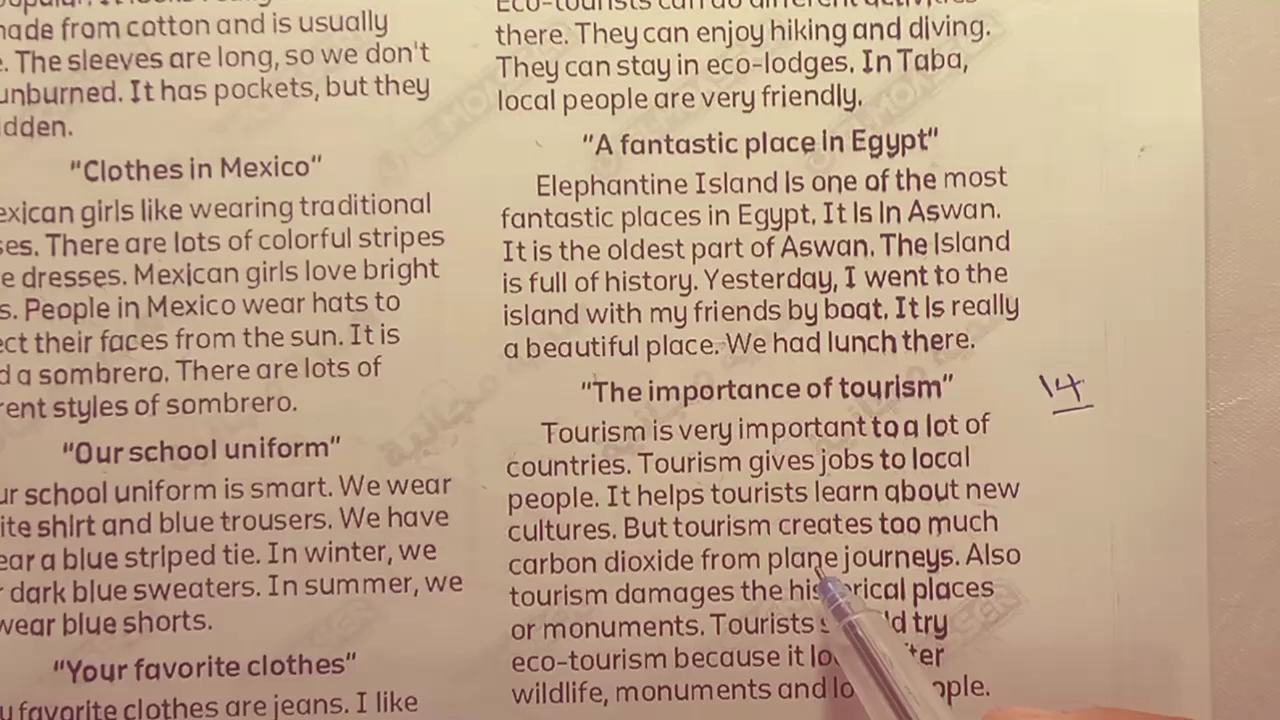 made from cotton and is usually
The sleeves are long, so we don't
It has pockets, but they
"Clothes in Mexico"
girls like wearing traditional
There are lots of colorful stripes
dresses. Mexican girls love bright
People in Mexico wear hats to
their faces from the sun. It is
a sombrero. There are lots of
styles of sombrero.
"Our school uniform"
school uniform is smart. We wear
shirt and blue trousers. We have
a blue striped tie. In winter, we
dark blue sweaters. In summer, we
wear blue shorts.
"Your favorite clothes"
favorite clothes are jeans. I like
Eco-tourists can do different activities
there. They can enjoy hiking and diving.
They can stay in eco-lodges. In Taba,
local people are very friendly.
"A fantastic place in Egypt"
Elephantine Island Is one of the most
fantastic places in Egypt. It Is In Aswan.
It is the oldest part of Aswan. The Island
is full of history. Yesterday, I went to the
island with my friends by boat. It Is really
a beautiful place. We had lunch there.
"The importance of tourism"
14
Tourism is very important to a lot of
countries. Tourism gives jobs to local
people. It helps tourists learn about new
cultures. But tourism creates too much
carbon dioxide from plane journeys. Also
tourism damages the places
or monuments. Tourists try
eco-tourism because it
wildlife, monuments and